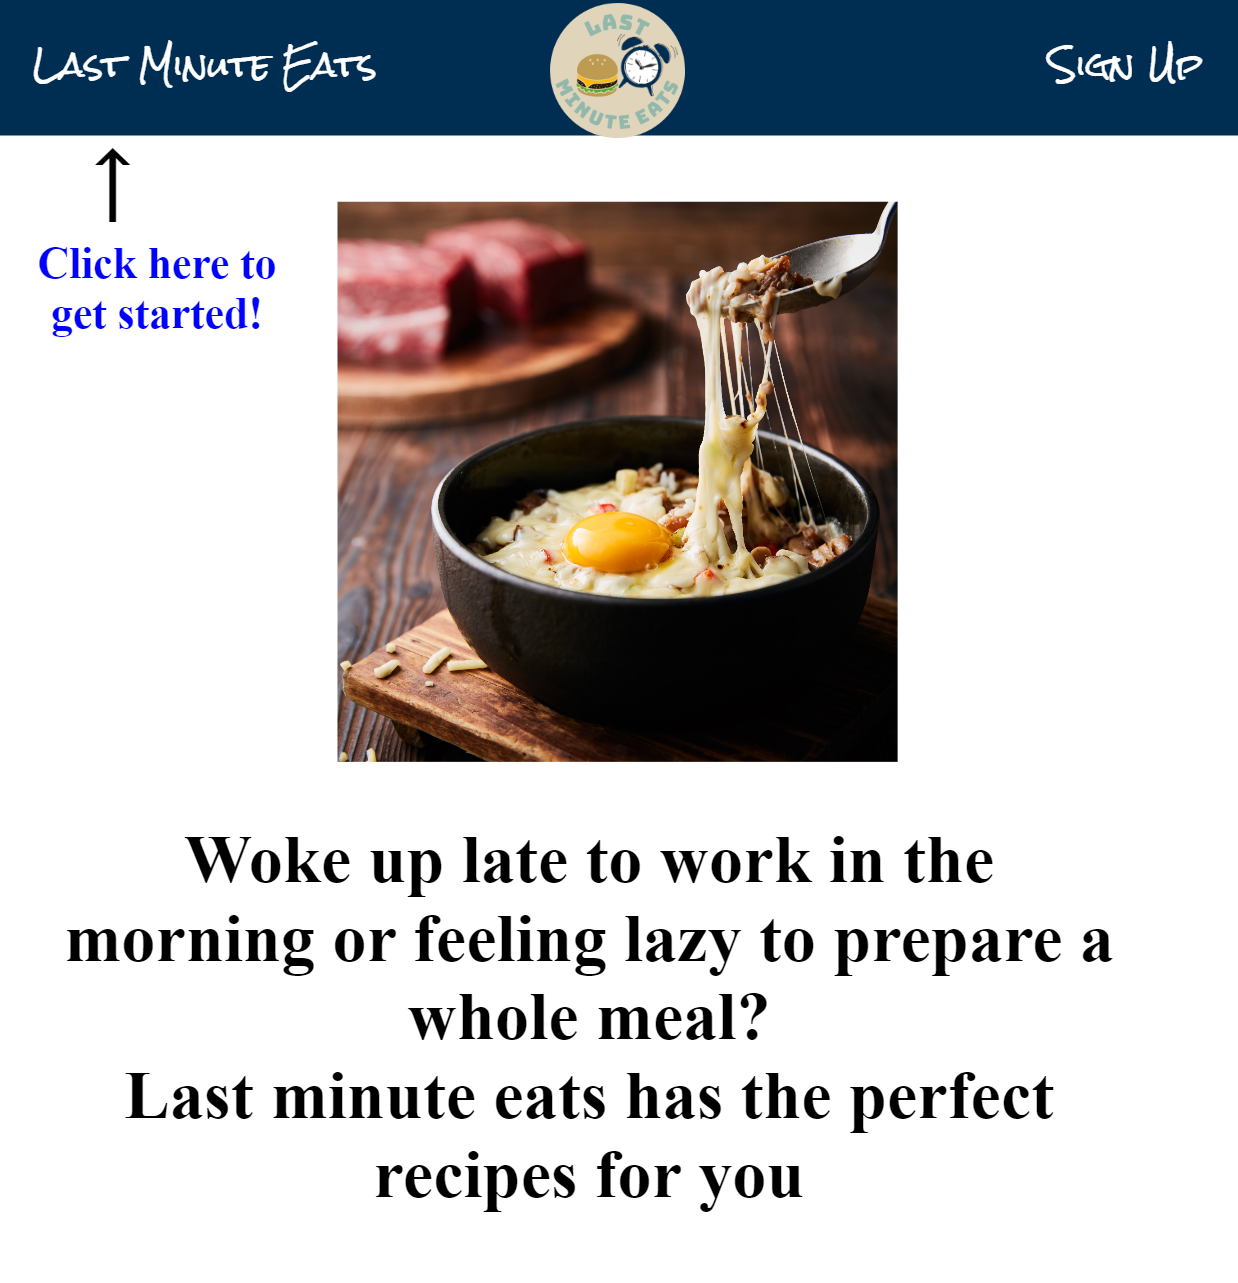 Last Minute Eats
LAST
MINUTE EATS
Sign Up
Click here to
get started!
Woke up late to work in the
morning or feeling lazy to prepare a
whole meal?
Last minute eats has the perfect
recipes for you